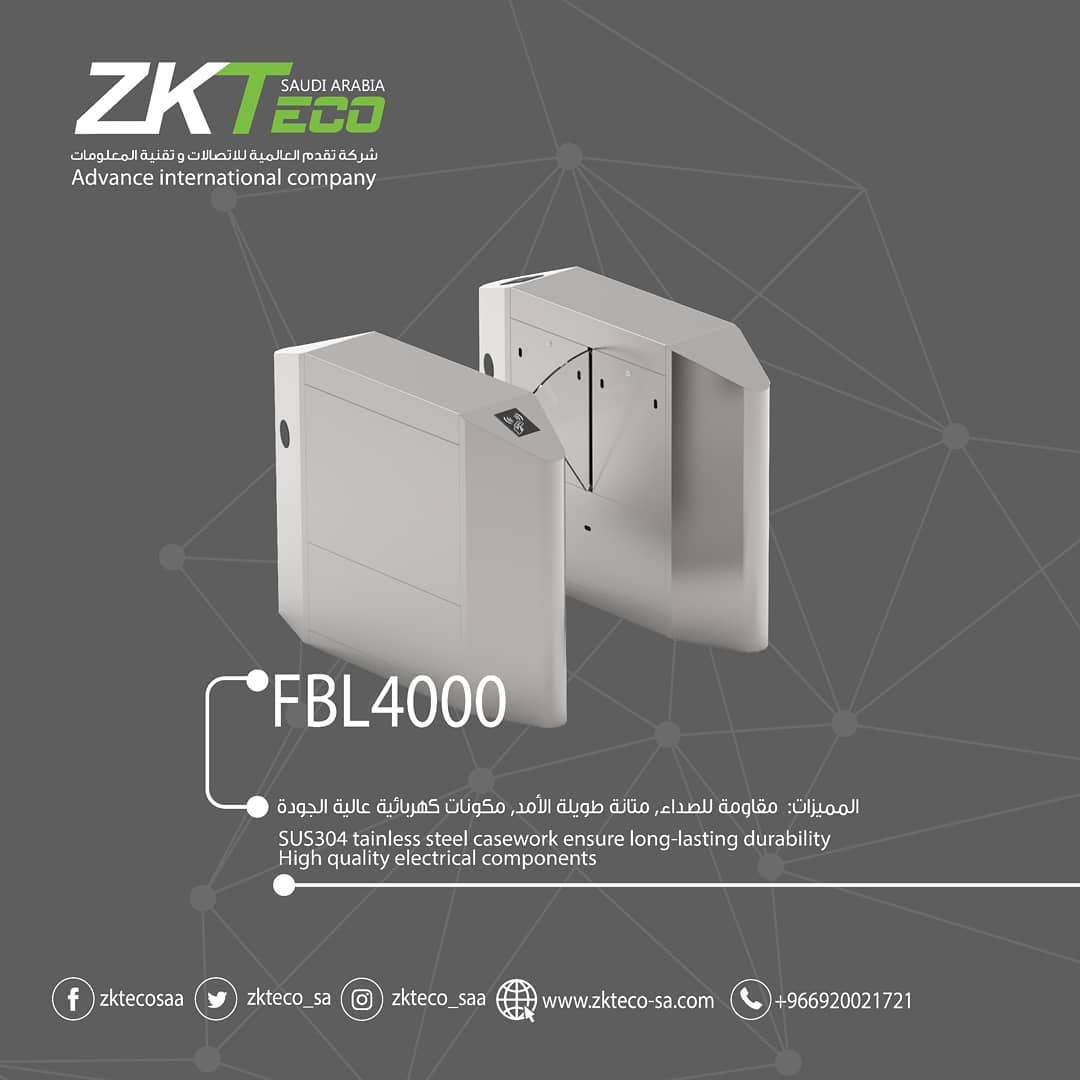 ZKTECO
SAUDI ARABIA
شركة تقدم العالمية للاتصالات و تقنية المعلومات
Advance international company
FBL4000
المميزات: مقاومة للصداء, متانة طويلة الأمد, مكونات كهربائية عالية الجودة
SUS304 tainless steel casework ensure long-lasting durability
High quality electrical components
zktecosaa zkteco_sa zkteco_saa www.zkteco-sa.com +966920021721